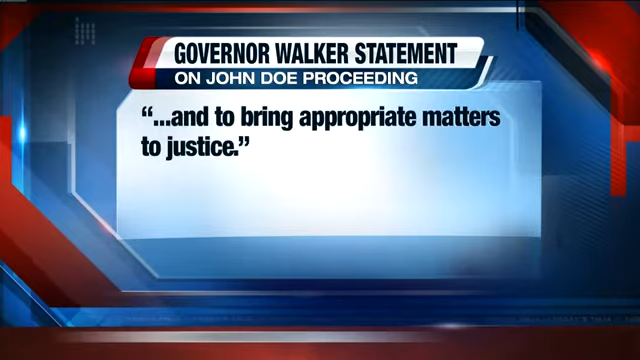 GOVERNOR WALKER STATEMENT
ON JOHN DOE PROCEEDING
“...and to bring appropriate matters
to justice.”